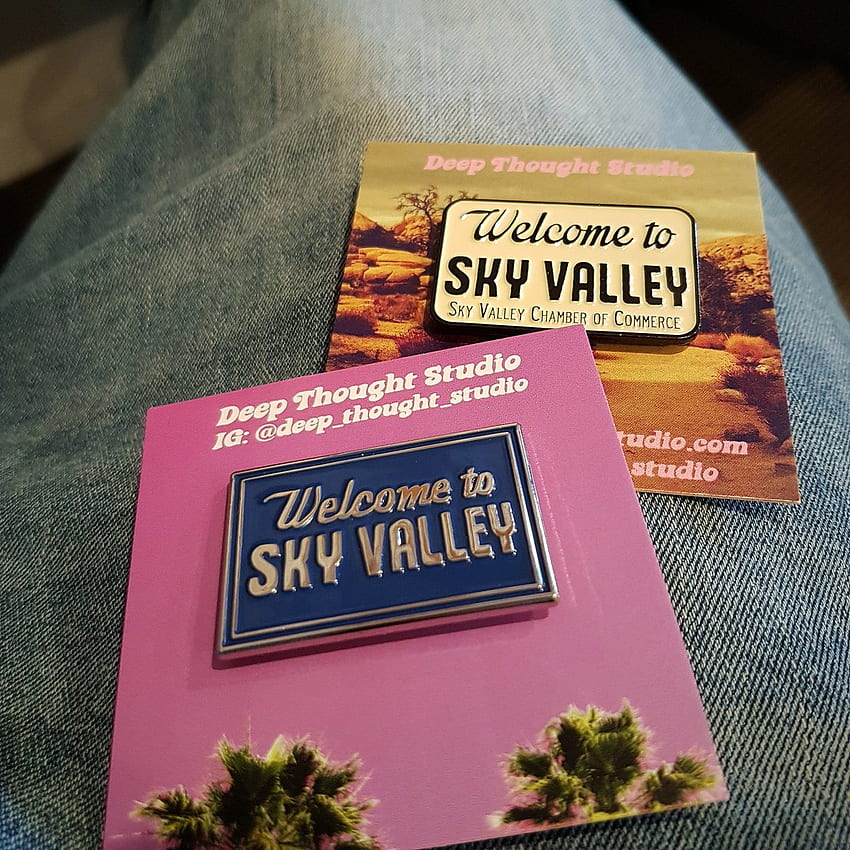 Deep Thought Studio
Welcome to
SKY VALLEY
SKY VALLEY CHAMBER OF COMMERCE
studio
Deep Thought Studio
IG: @deep_thought_studio
Welcome to
SKY VALLEY